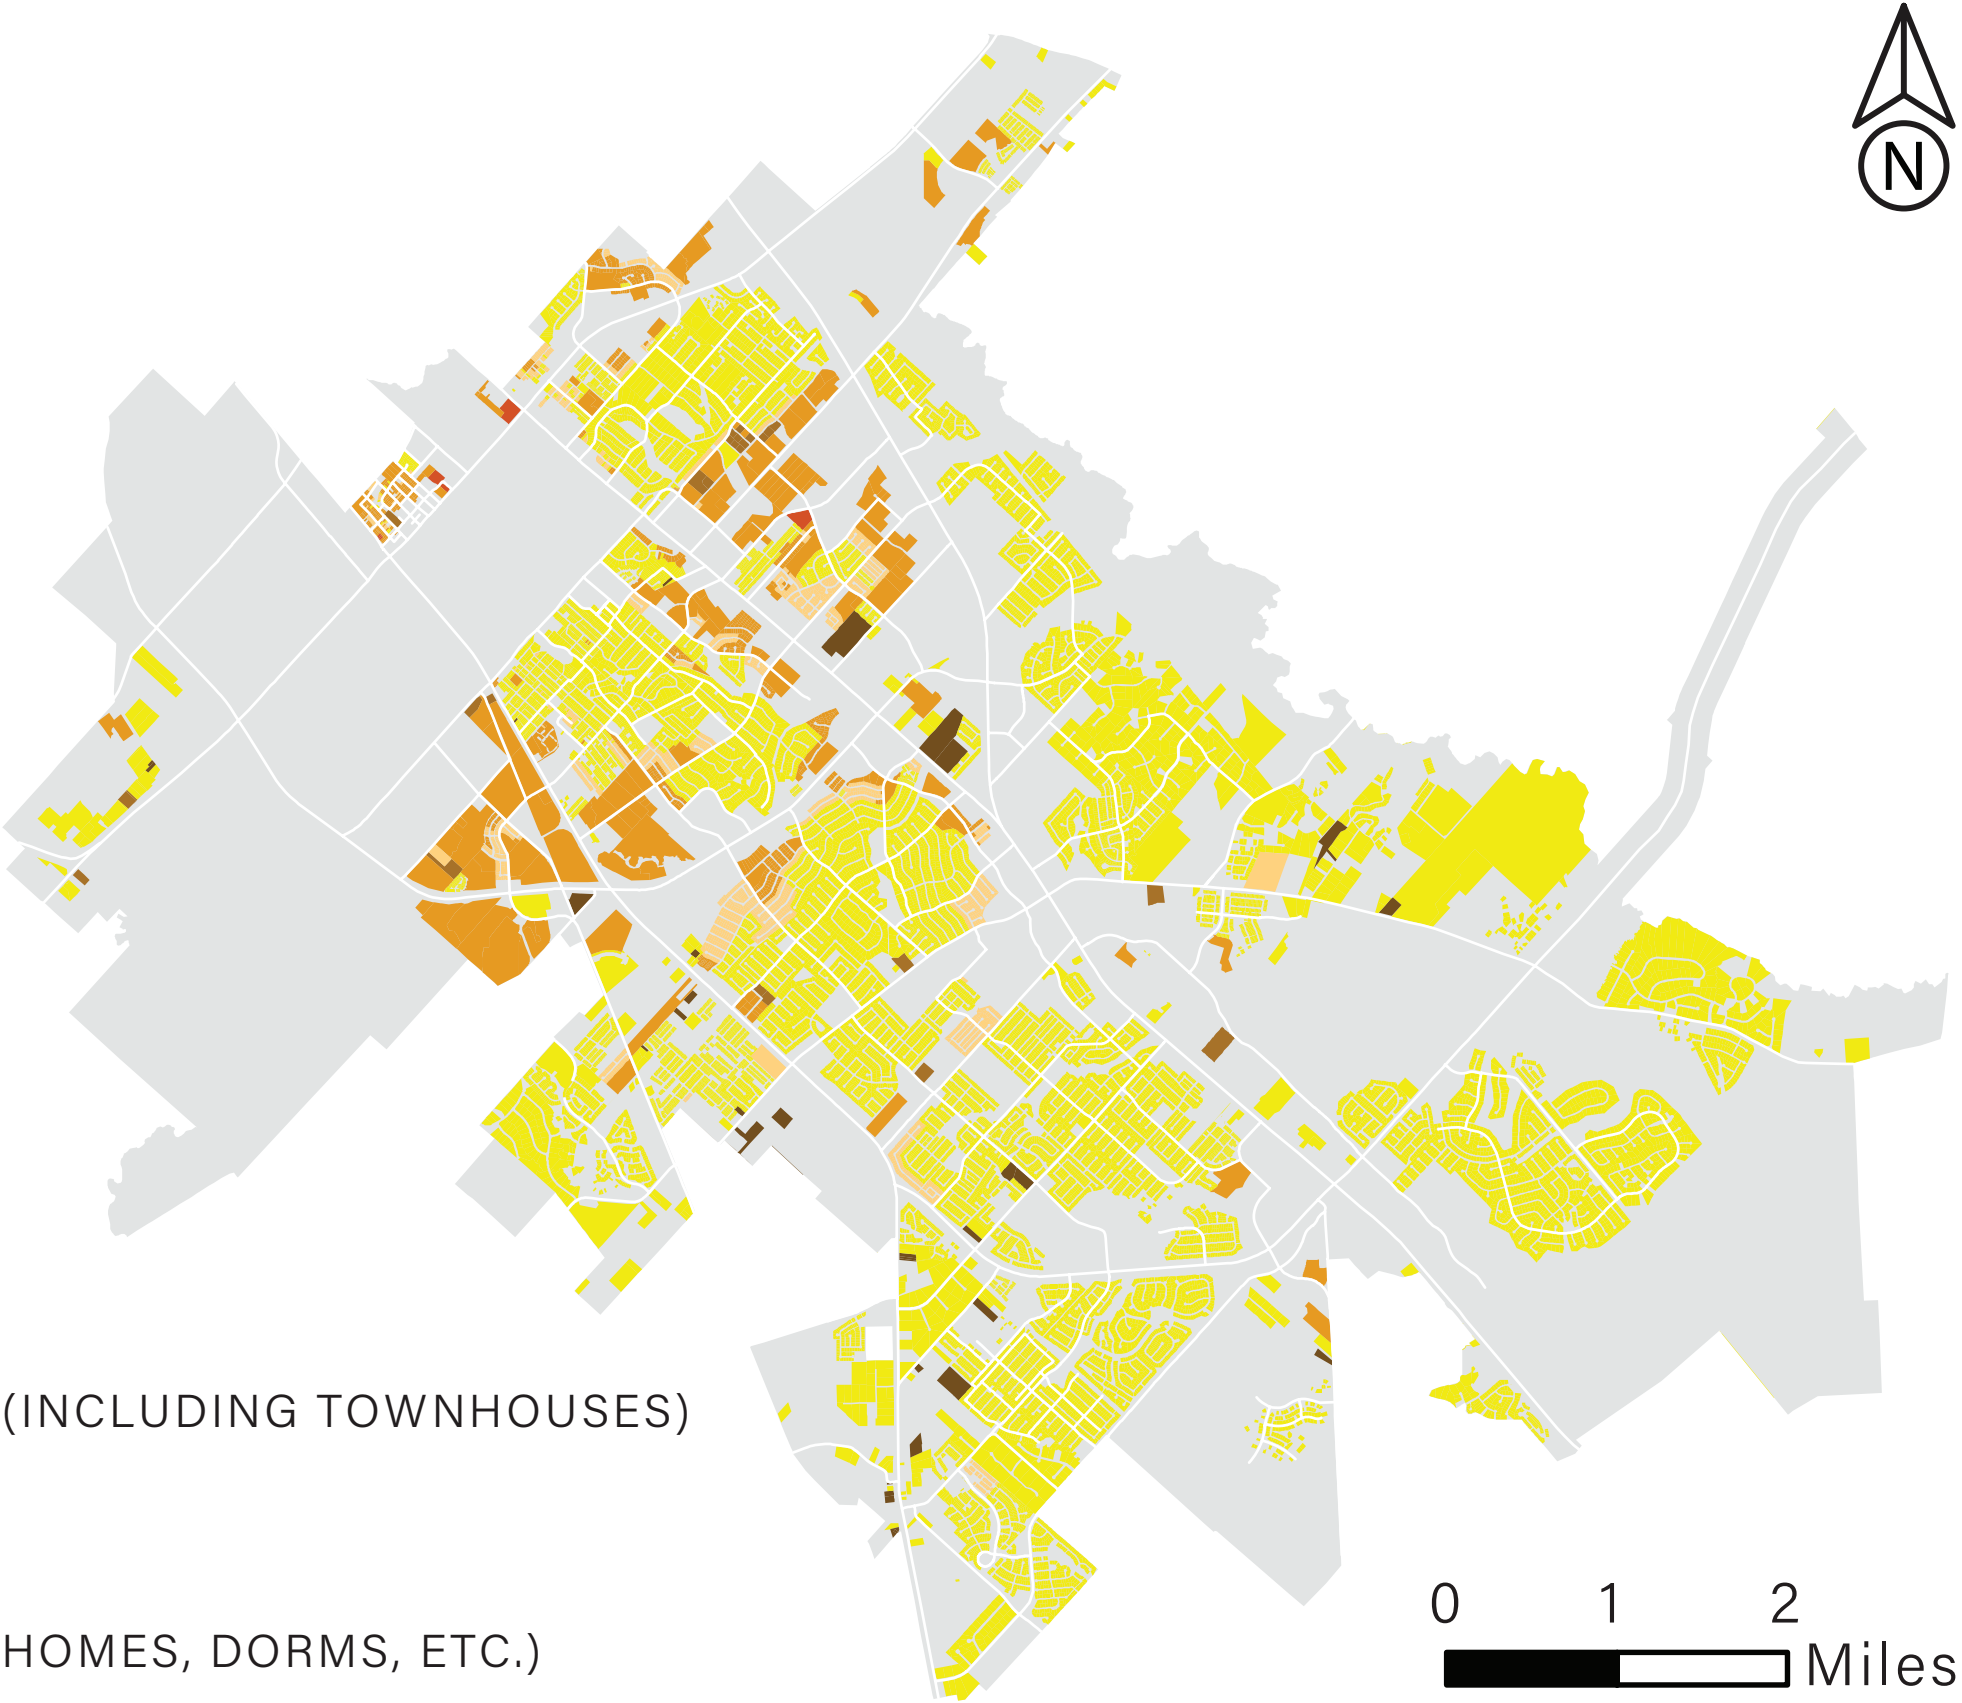 N
(INCLUDING TOWNHOUSES)
0 1 2
HOMES, DORMS, ETC.)
Miles